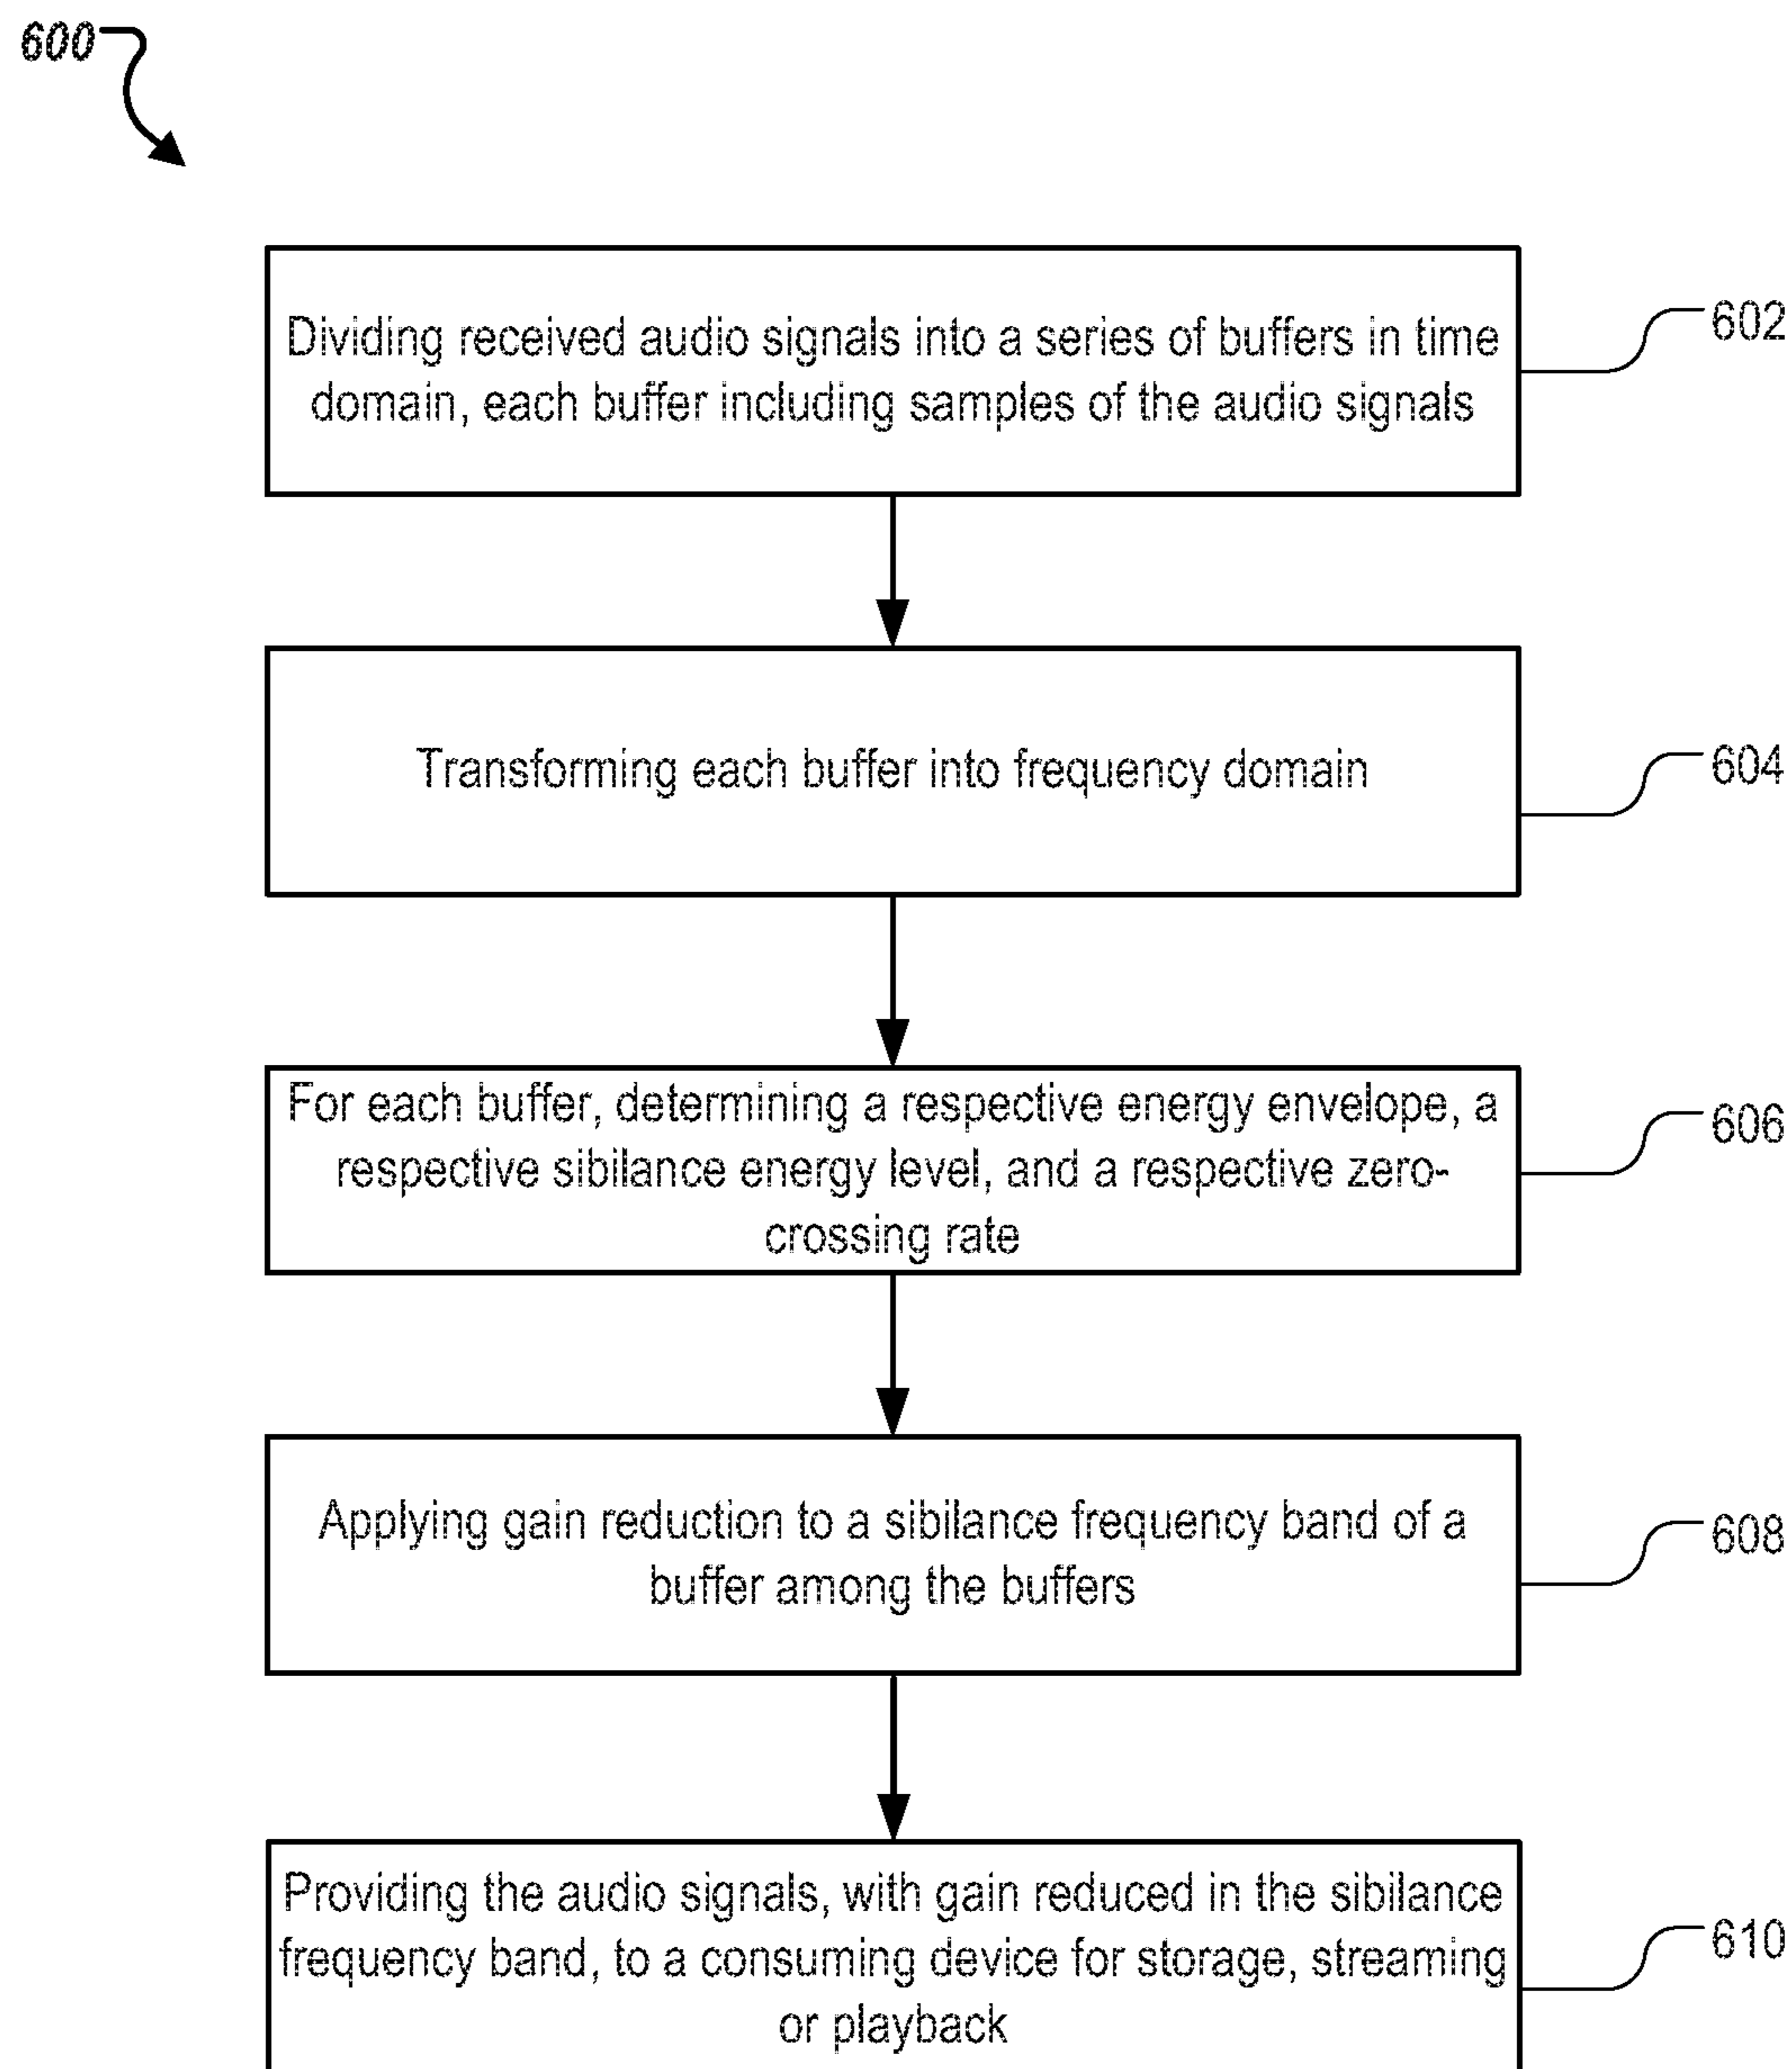 600
Dividing received audio signals into a series of buffers in time
domain, each buffer including samples of the audio signals
602
Transforming each buffer into frequency domain
604
For each buffer, determining a respective energy envelope, a
respective sibilance energy level, and a respective zero-
crossing rate
606
Applying gain reduction to a sibilance frequency band of a
buffer among the buffers
608
Providing the audio signals, with gain reduced in the sibilance
frequency band, to a consuming device for storage, streaming
or playback
610